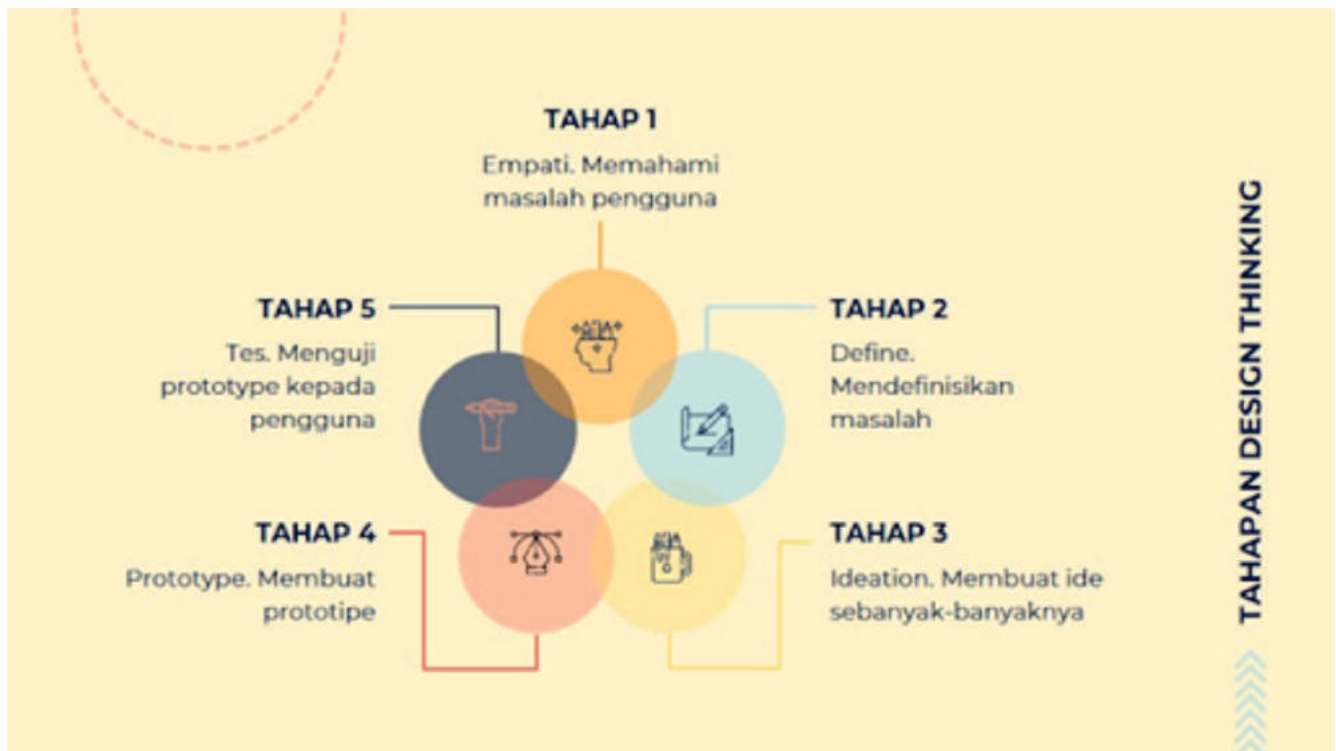 TAHAP 1
Empati. Memahami
masalah pengguna
TAHAP 2
Define.
Mendefinisikan
masalah
TAHAP 3
Ideation. Membuat ide
sebanyak-banyaknya
TAHAP 4
Prototype. Membuat
prototipe
TAHAP 5
Tes. Menguji
prototype kepada
pengguna
TAHAPAN DESIGN THINKING